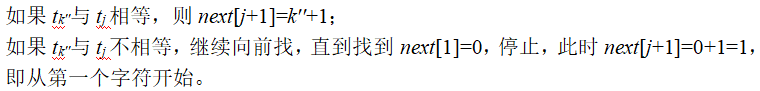 如果 tk''与 tj 相等，则 next[j+1]=k''+1；
如果 tk''与 tj 不相等，继续向前找，直到找到 next[1]=0，停止，此时 next[j+1]=0+1=1，
即从第一个字符开始。